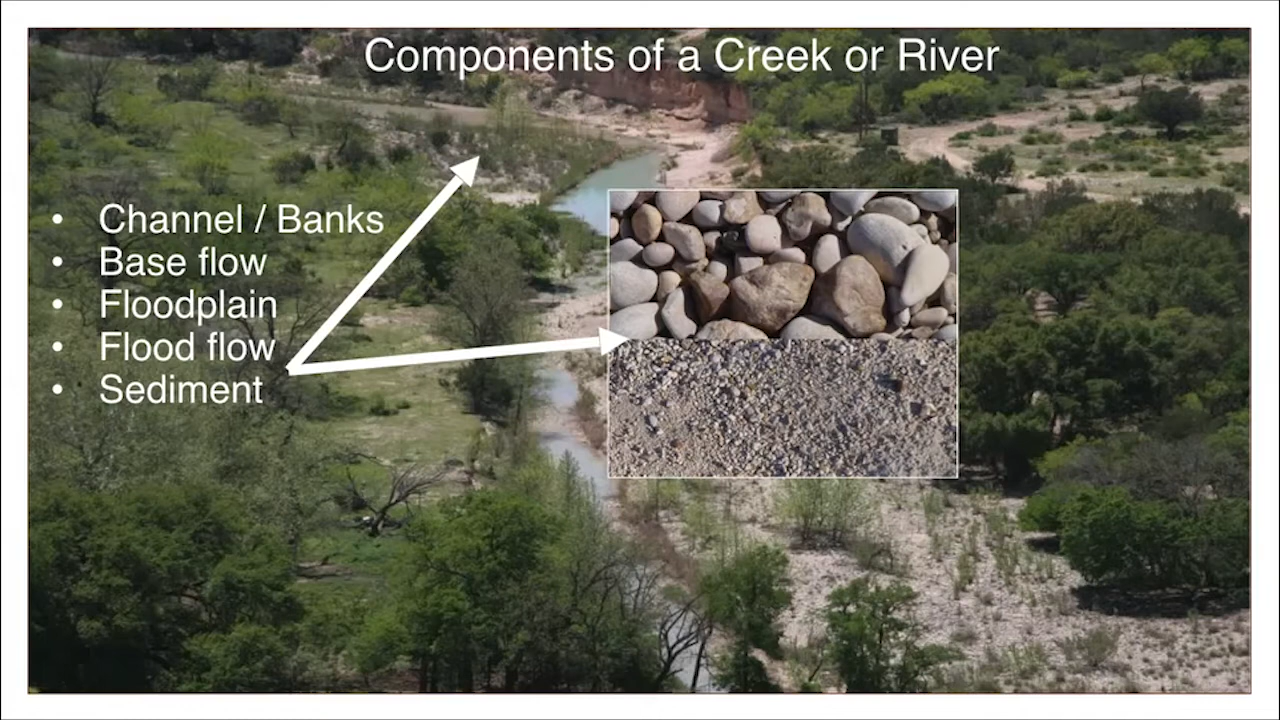 Components of a Creek or River
• Channel / Banks
• Base flow
• Floodplain
• Flood flow
• Sediment